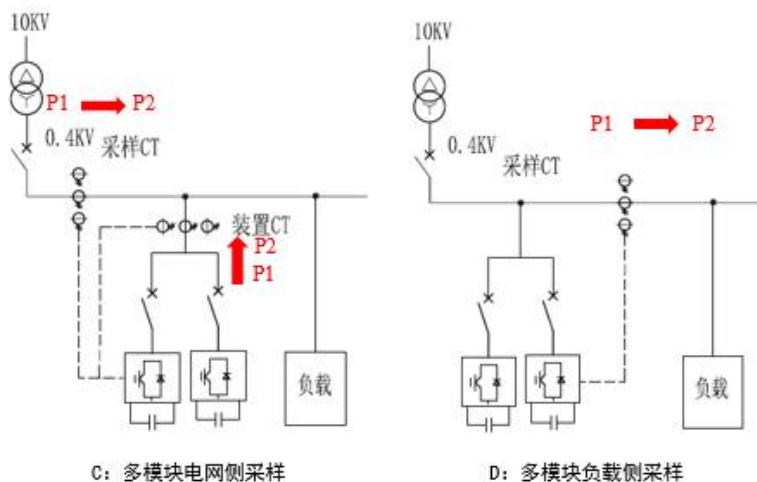 10KV
P1
P2
0.4KV
采样CT
装置CT
P2
P1
负载
C: 多模块电网侧采样
10KV
P1
P2
0.4KV
采样CT
负载
D: 多模块负载侧采样